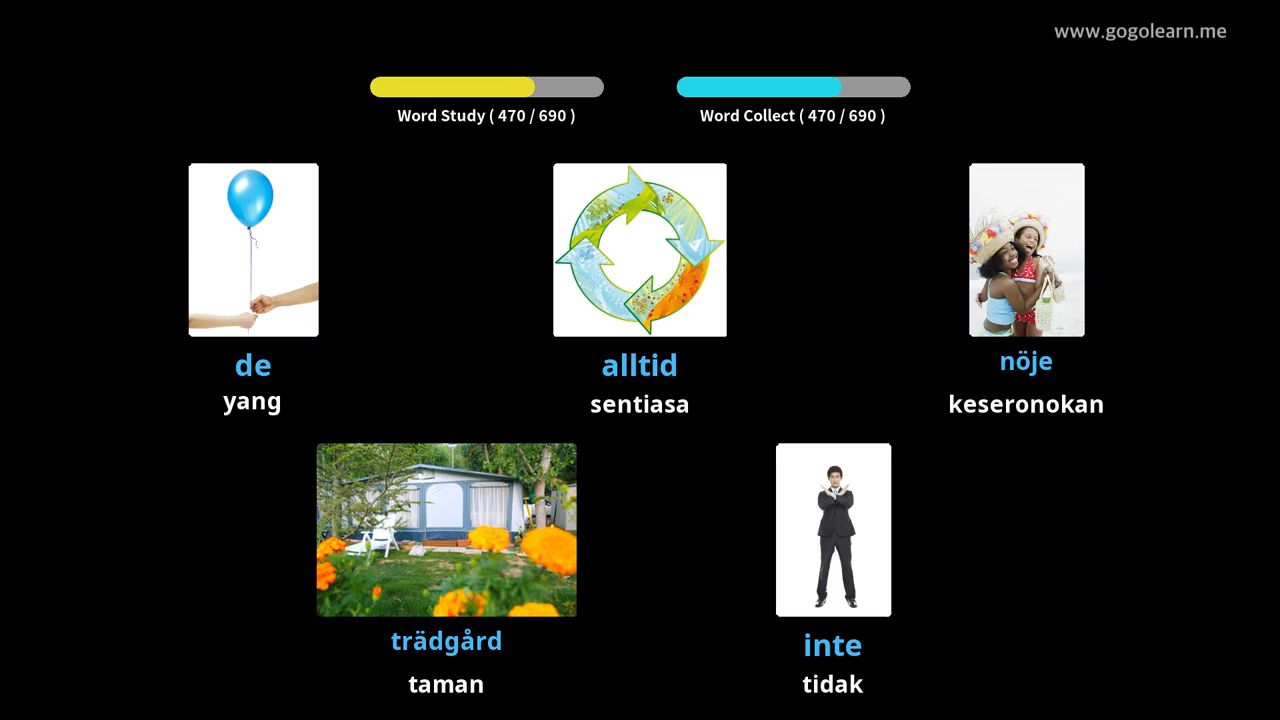 www.gogolearn.me
Word Study ( 470 / 690 )
Word Collect ( 470 / 690 )
de
yang
alltid
sentiasa
nöje
keseronokan
trädgård
taman
inte
tidak